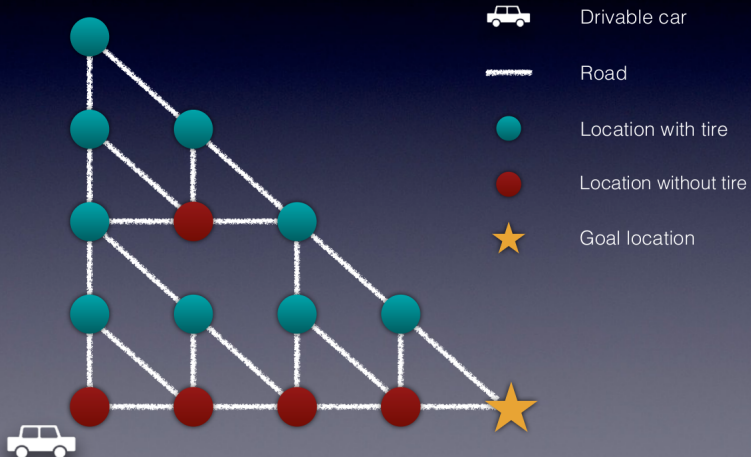 Drivable car
Road
Location with tire
Location without tire
Goal location